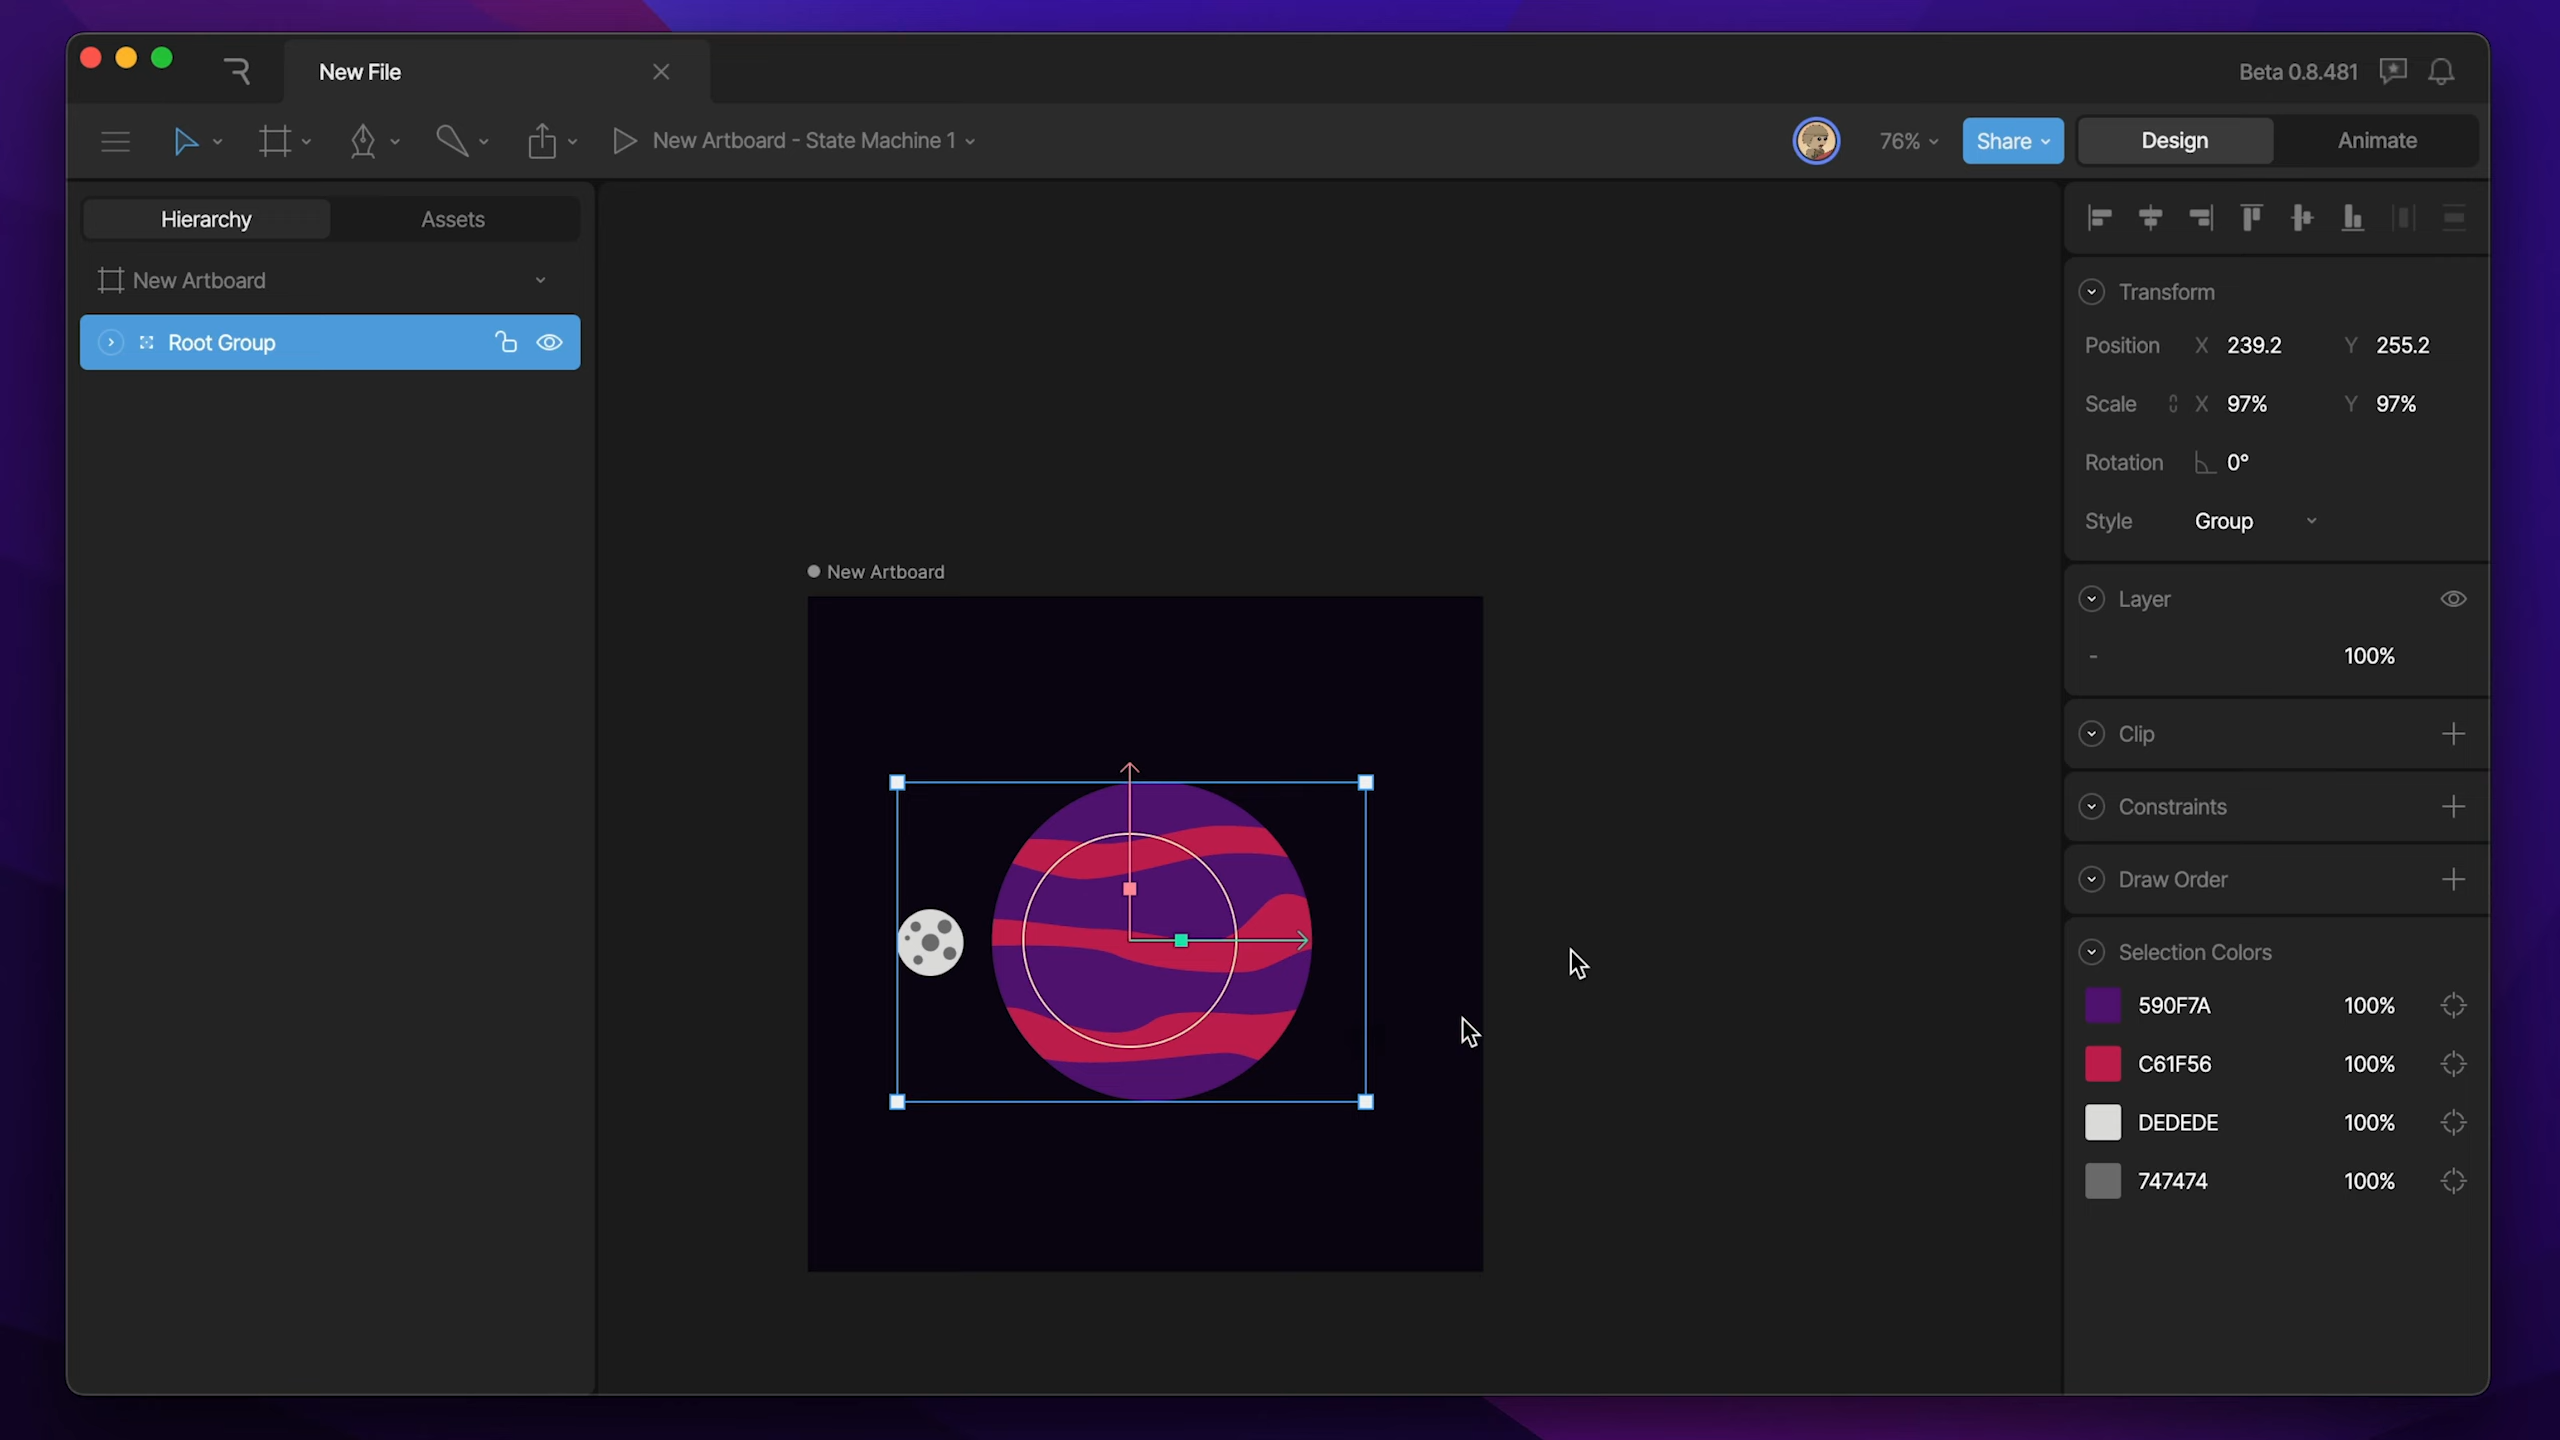 New File
Beta 0.8.481
New Artboard - State Machine 1
76%
Share
Design
Animate
Hierarchy
Assets
New Artboard
Root Group
New Artboard
Transform
Position X 239.2 Y 255.2
Scale X 97% Y 97%
Rotation 0°
Style Group
Layer
- 100%
Clip
Constraints
Draw Order
Selection Colors
590F7A 100%
C61F56 100%
DEDEDE 100%
747474 100%